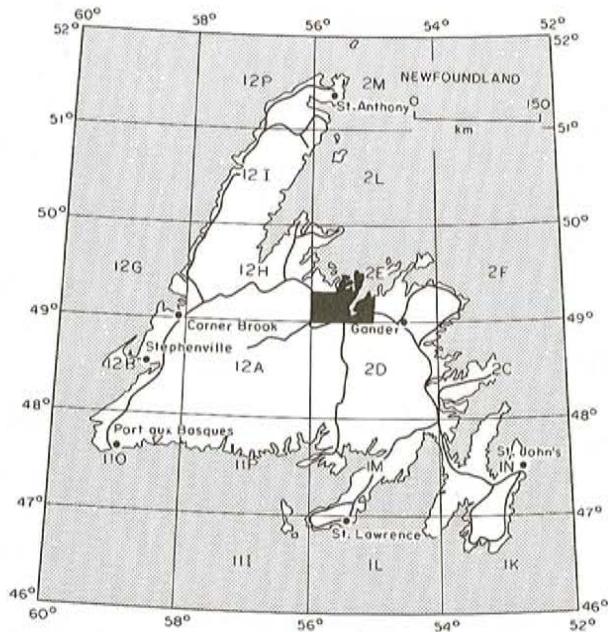 60° 58° 56° 54° 52°
52° 52°
12P 2M NEWFOUNDLAND
St. Anthony 0 150
km
51° 51°
12I 2L
50° 50°
12G 12H 2E 2F
49° 49°
Corner Brook Gander
Stephenville
12B 12A 2D 2C
48° 48°
Port aux Basques St. John's
11O 11P 1M 1N
47° 47°
St. Lawrence
11I 1L 1K
46° 46°
60° 58° 56° 54° 52°